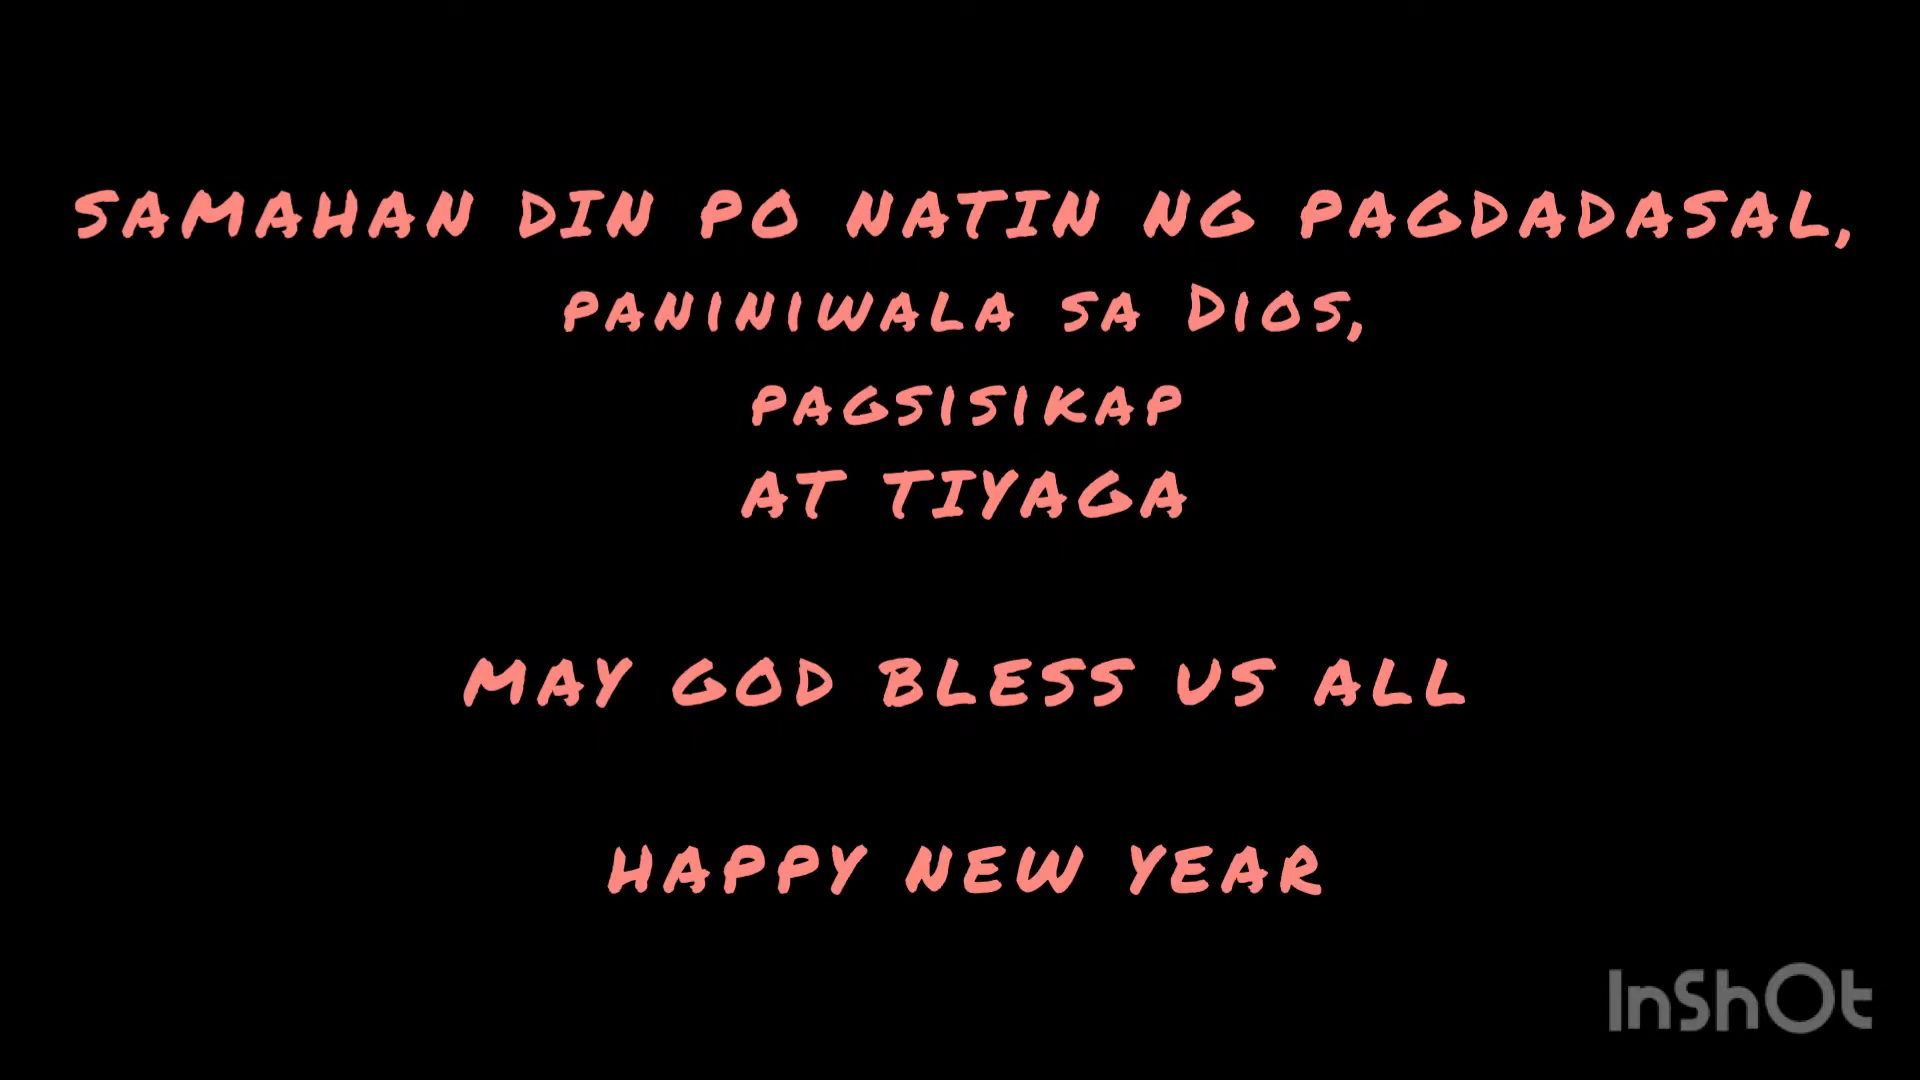 SAMAHAN DIN PO NATIN NG PAGDADASAL,
PANINIWALA SA DIOS,
PAGSISIKAP
AT TIYAGA
MAY GOD BLESS US ALL
HAPPY NEW YEAR
InShOt